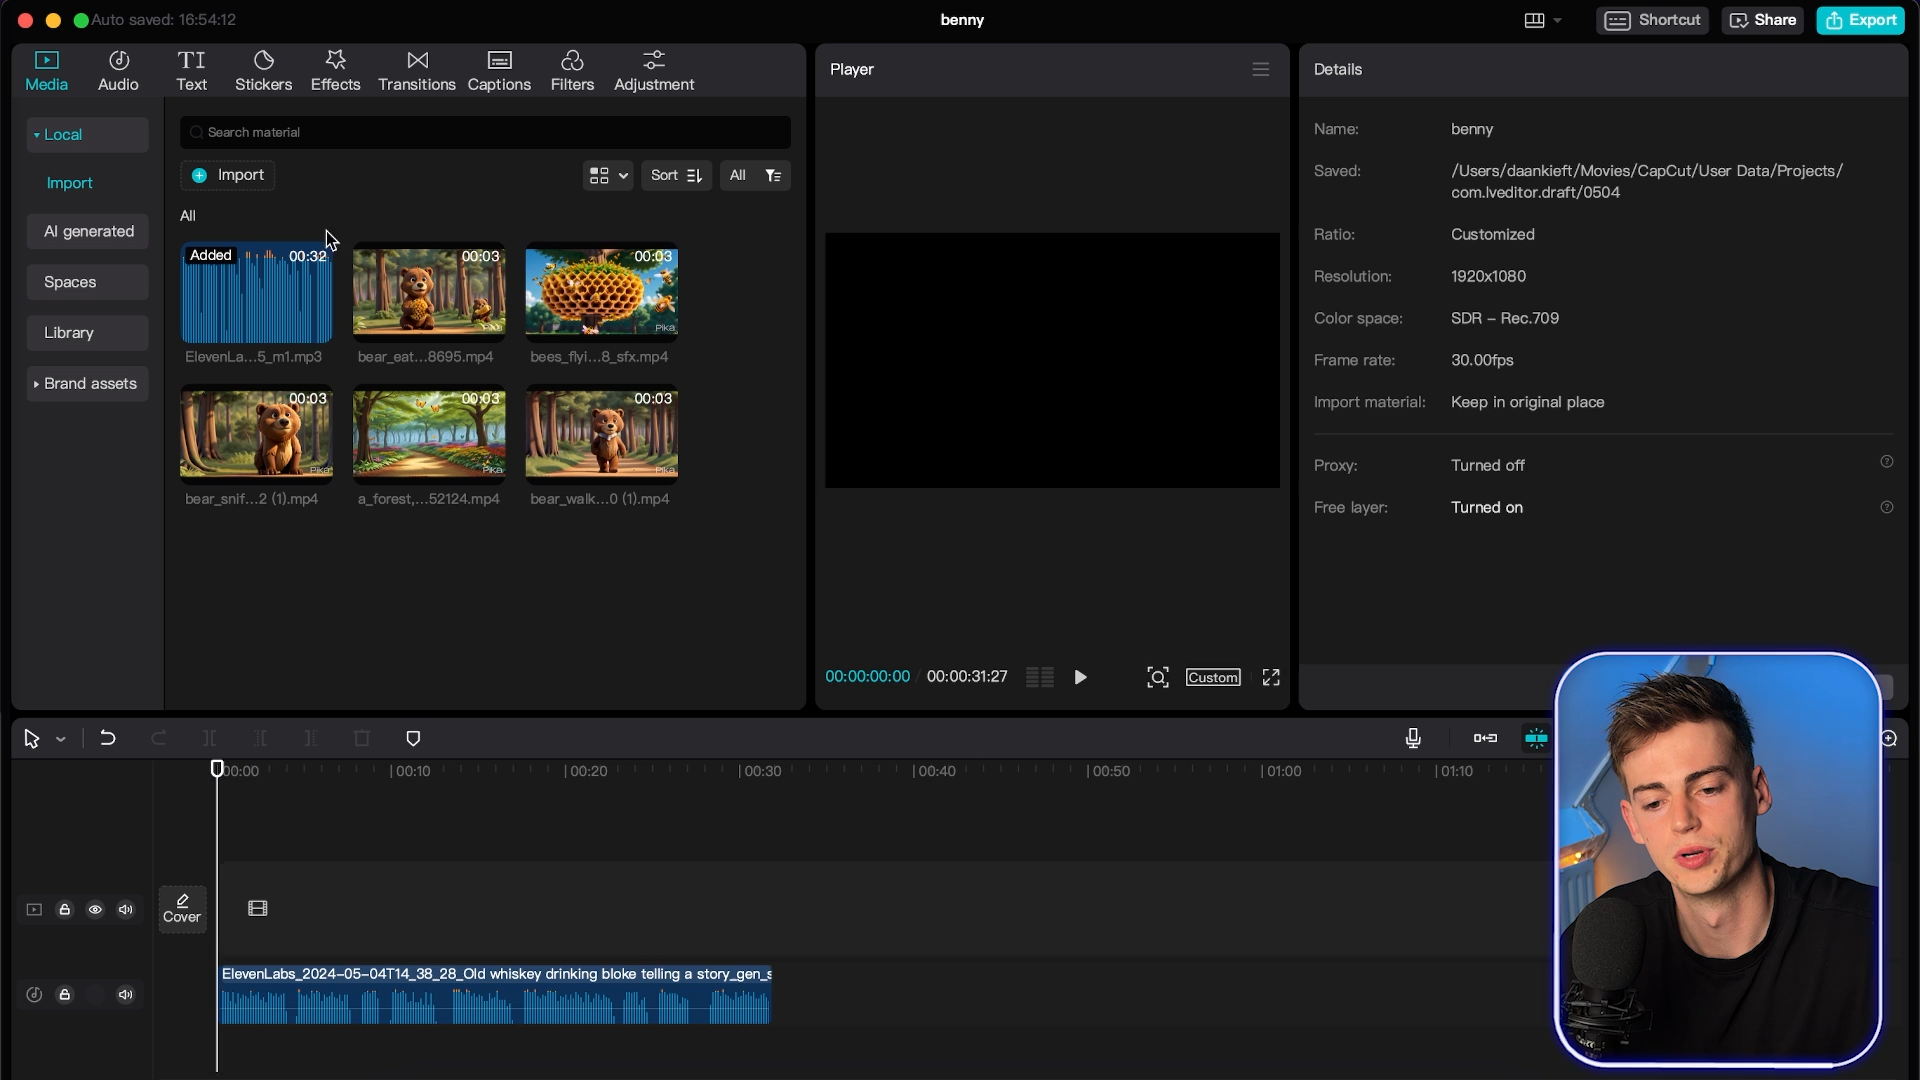 Auto saved: 16:54:12
benny
Shortcut
Share
Export
Media
Audio
TI
Text
Stickers
Effects
Transitions
Captions
Filters
Adjustment
Local
Import
AI generated
Spaces
Library
Brand assets
Search material
Import
Sort
All
All
Added
00:32
00:03
00:03
Pika
Pika
ElevenLa...5_m1.mp3
bear_eat...8695.mp4
bees_flyi...8_sfx.mp4
00:03
00:03
00:03
Pika
Pika
Pika
bear_snif...2 (1).mp4
a_forest,...52124.mp4
bear_walk...0 (1).mp4
Player
00:00:00:00 / 00:00:31:27
Custom
Details
Name: benny
Saved: /Users/daankieft/Movies/CapCut/User Data/Projects/
com.lveditor.draft/0504
Ratio: Customized
Resolution: 1920x1080
Color space: SDR – Rec.709
Frame rate: 30.00fps
Import material: Keep in original place
Proxy: Turned off
Free layer: Turned on
00:00
00:10
00:20
00:30
00:40
00:50
01:00
01:10
Cover
ElevenLabs_2024-05-04T14_38_28_Old whiskey drinking bloke telling a story_gen_s